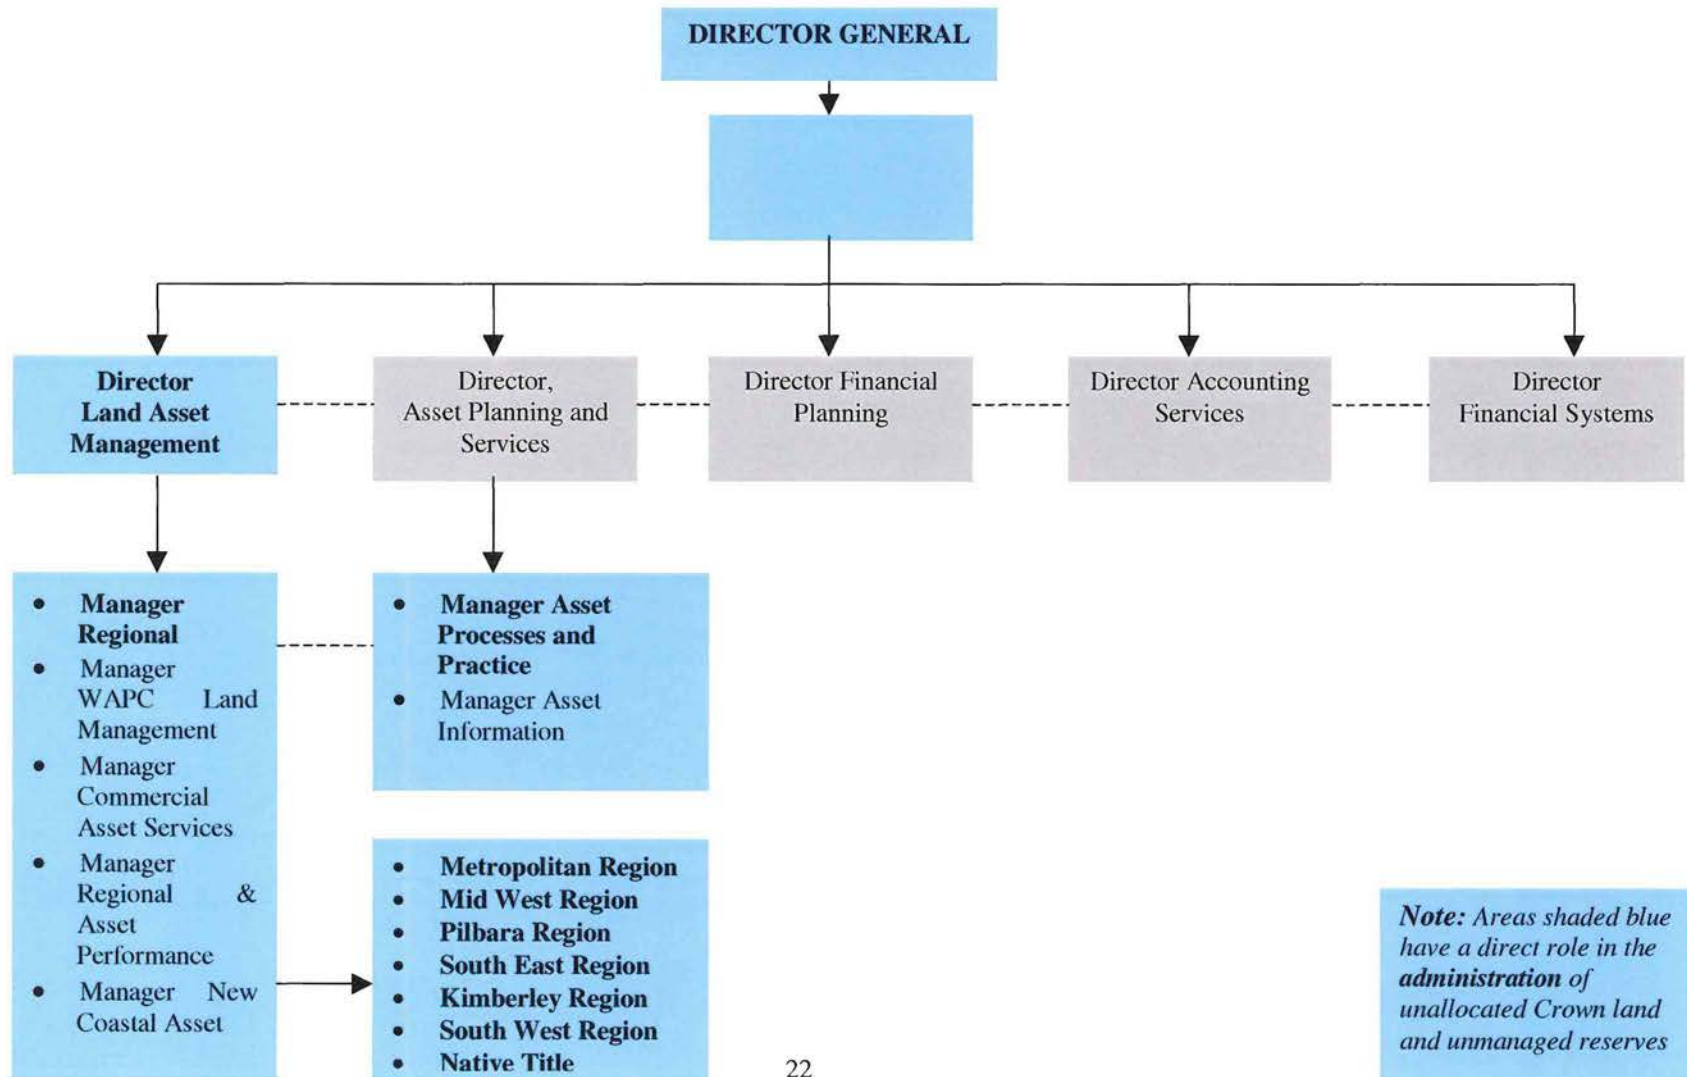 DIRECTOR GENERAL
Director
Land Asset
Management
Director,
Asset Planning and
Services
Director Financial
Planning
Director Accounting
Services
Director
Financial Systems
• Manager
Regional
• Manager
WAPC Land
Management
• Manager
Commercial
Asset Services
• Manager
Regional &
Asset
Performance
• Manager New
Coastal Asset
• Manager Asset
Processes and
Practice
• Manager Asset
Information
• Metropolitan Region
• Mid West Region
• Pilbara Region
• South East Region
• Kimberley Region
• South West Region
• Native Title
Note: Areas shaded blue
have a direct role in the
administration of
unallocated Crown land
and unmanaged reserves
22